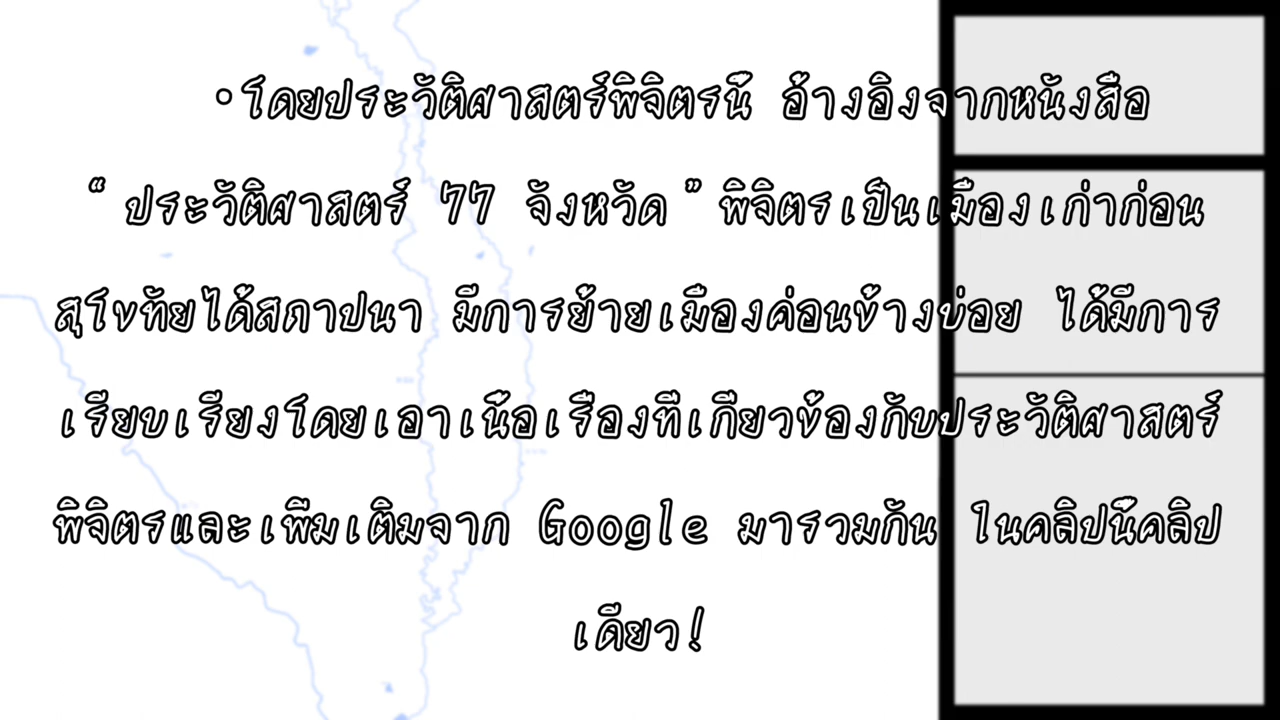 •โดยประวัติศาสตร์พิจิตรนี้ อ้างอิงจากหนังสือ
“ ประวัติศาสตร์ 77 จังหวัด ” พิจิตรเป็นเมืองเก่าก่อน
สุโขทัยได้สถาปนา มีการย้ายเมืองค่อนข้างบ่อย ได้มีการ
เรียบเรียงโดยเอาเนื้อเรื่องที่เกี่ยวข้องกับประวัติศาสตร์
พิจิตรและเพิ่มเติมจาก Google มารวมกัน ในคลิปนี้คลิป
เดียว!